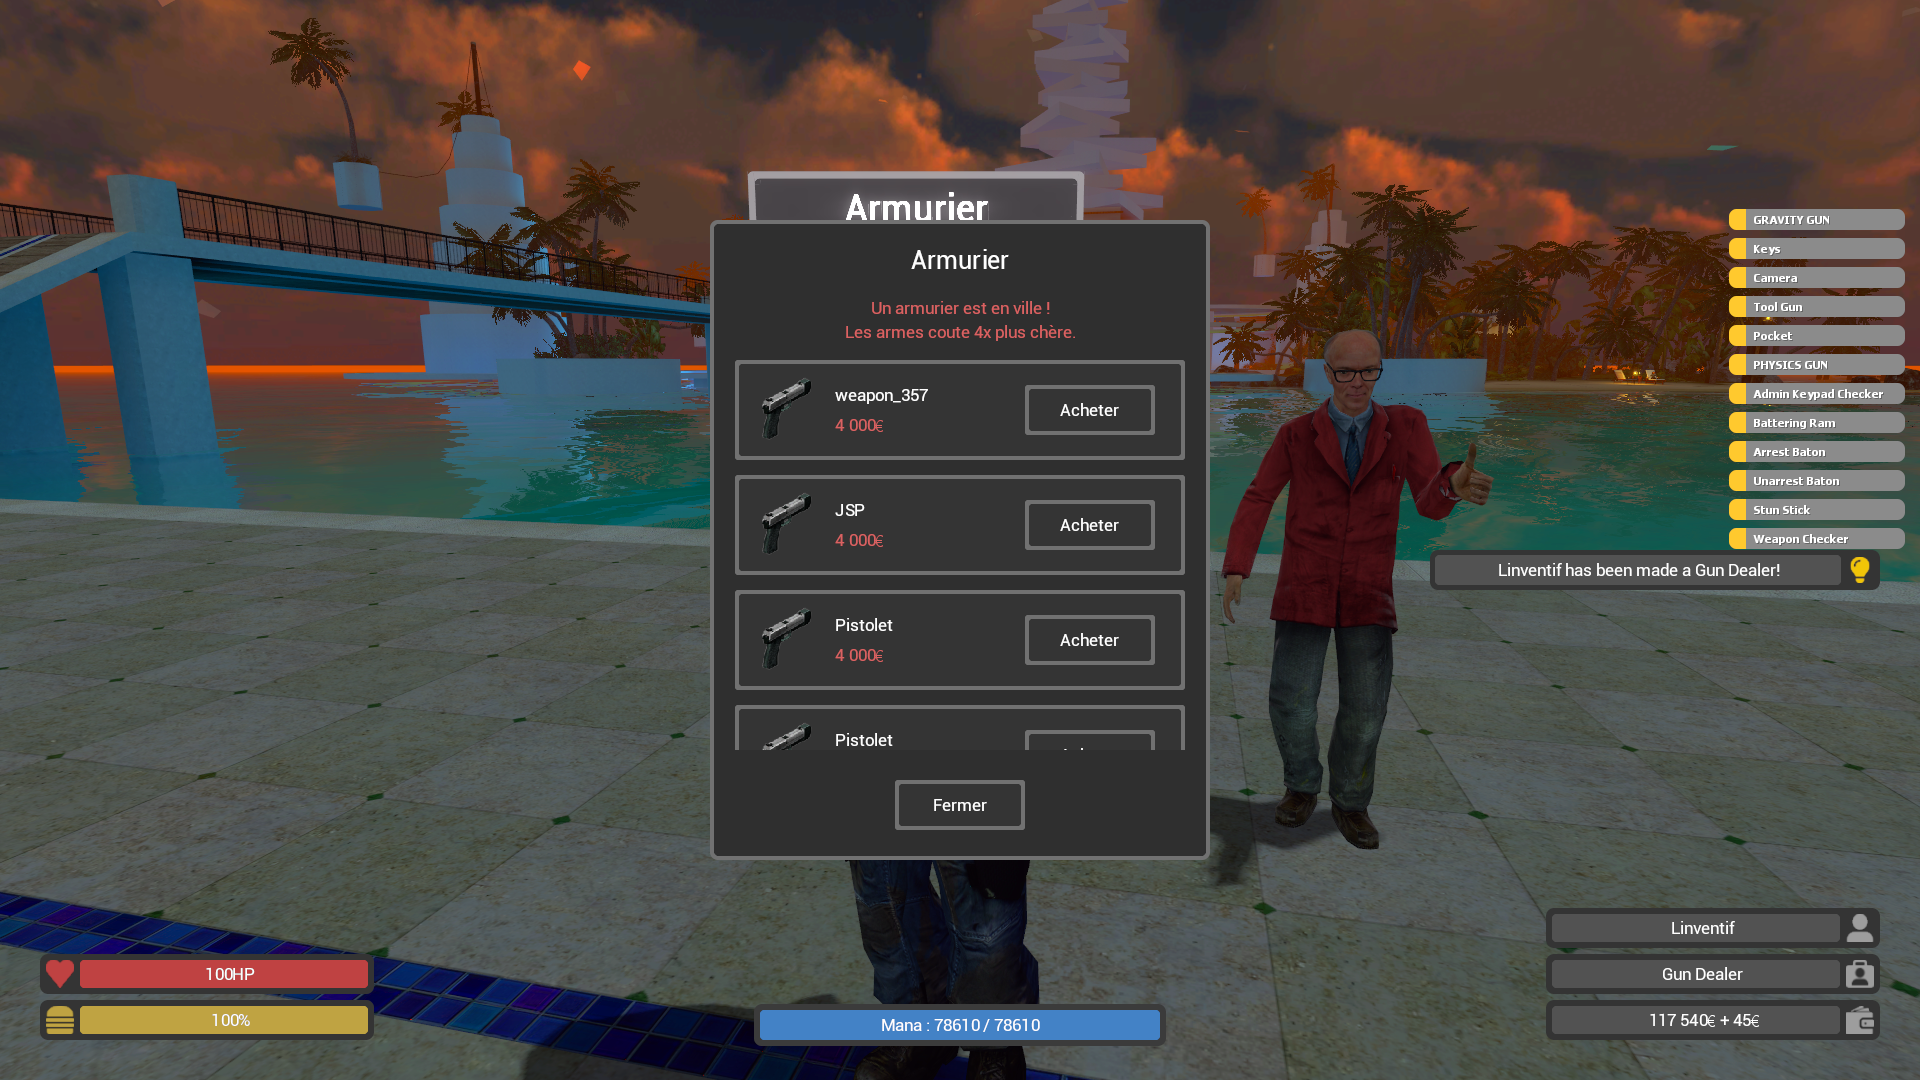 Armurier
Armurier
Un armurier est en ville !
Les armes coute 4x plus chère.
weapon_357
4 000€
Acheter
JSP
4 000€
Acheter
Pistolet
4 000€
Acheter
Pistolet
Fermer
GRAVITY GUN
Keys
Camera
Tool Gun
Pocket
PHYSICS GUN
Admin Keypad Checker
Battering Ram
Arrest Baton
Unarrest Baton
Stun Stick
Weapon Checker
Linventif has been made a Gun Dealer!
100HP
100%
Mana : 78610 / 78610
Linventif
Gun Dealer
117 540€ + 45€